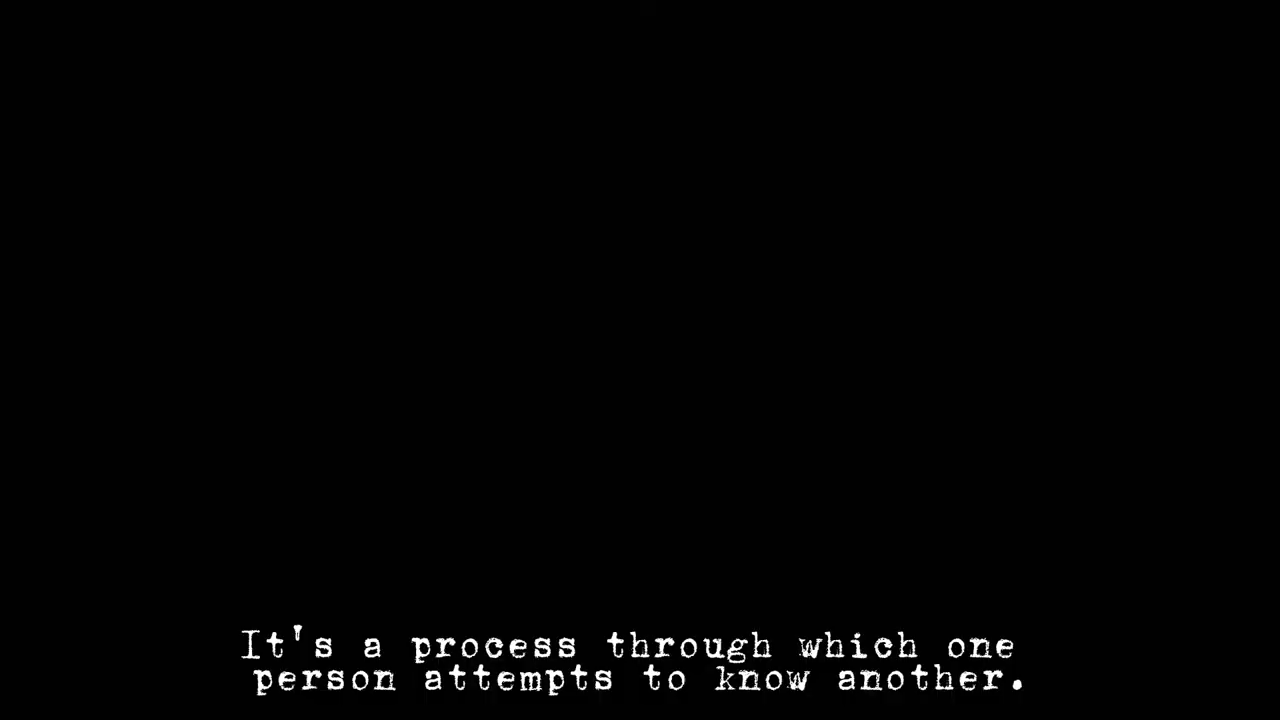 It's a process through which one
person attempts to know another.